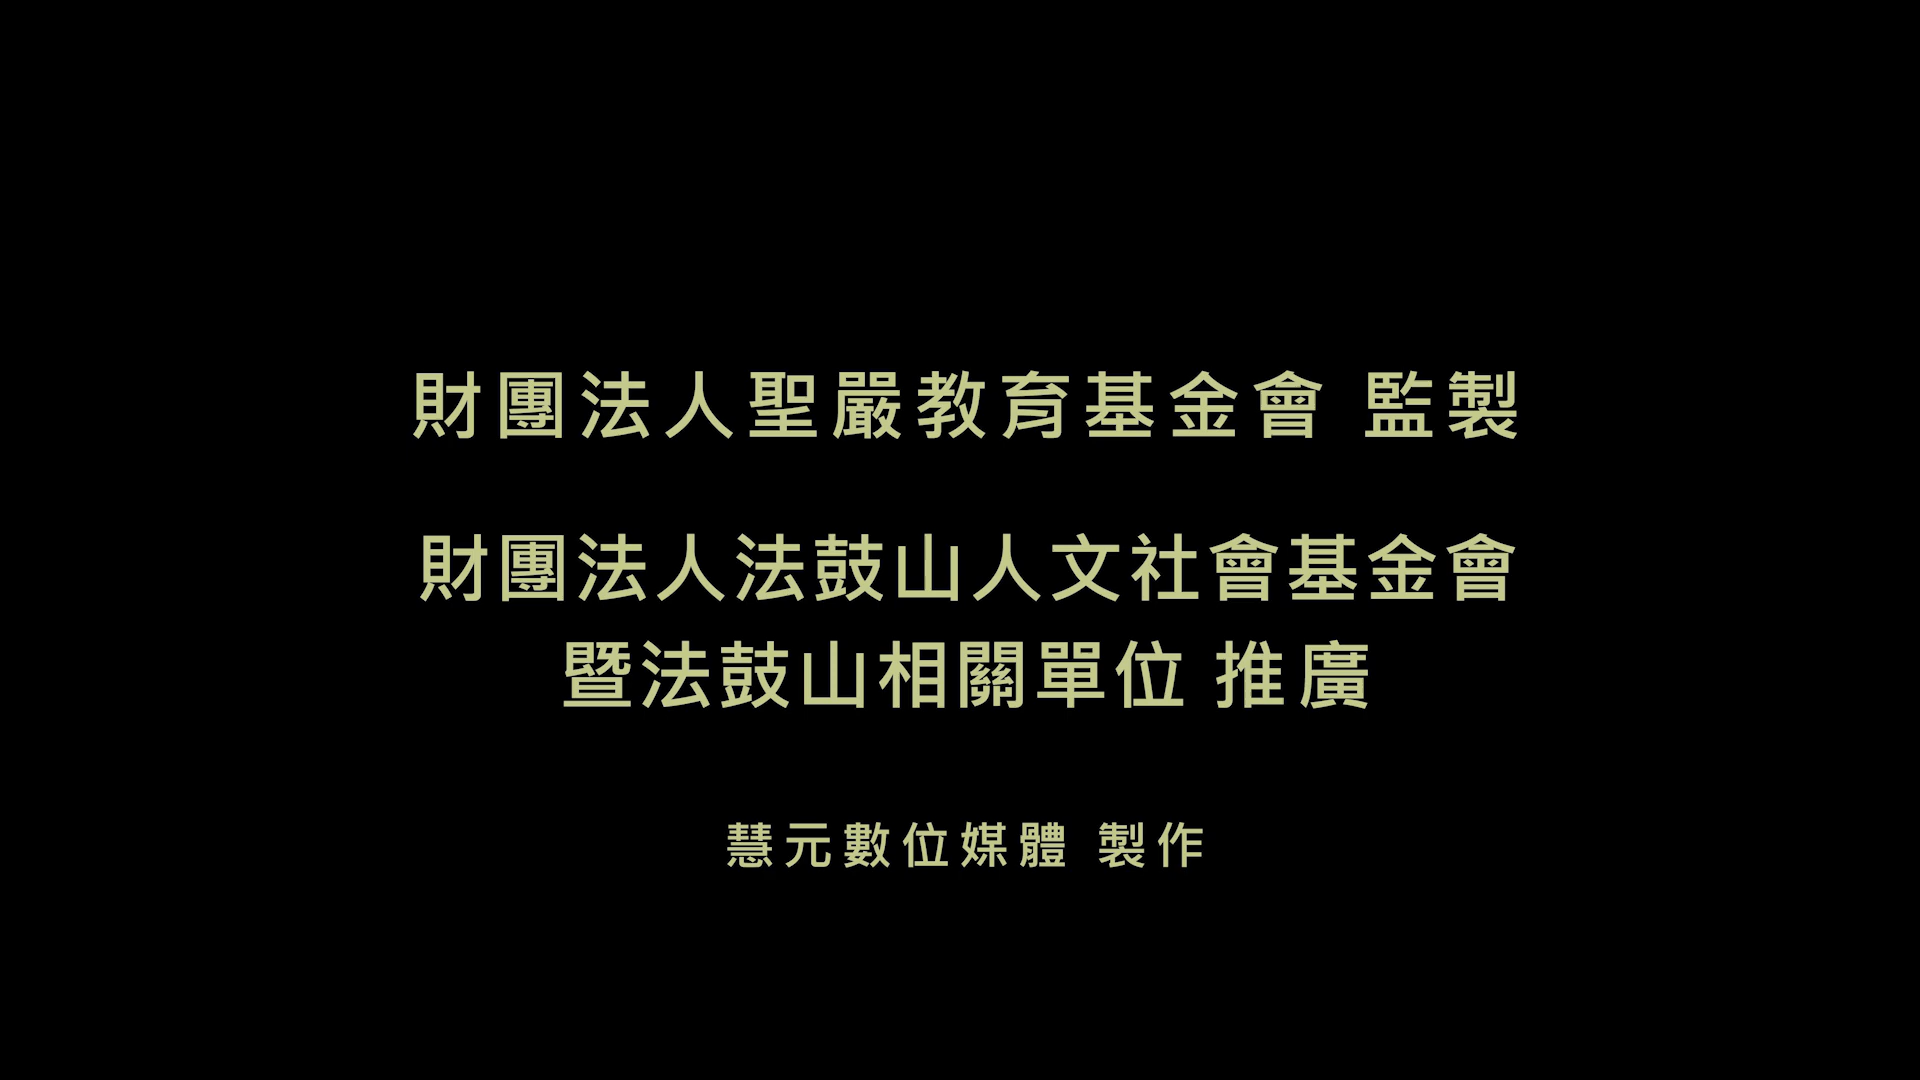 財團法人聖嚴教育基金會 監製
財團法人法鼓山人文社會基金會
暨法鼓山相關單位 推廣
慧元數位媒體 製作